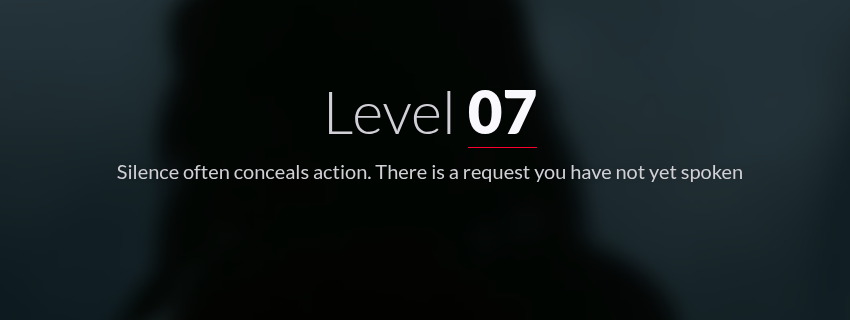 Level 07
Silence often conceals action. There is a request you have not yet spoken